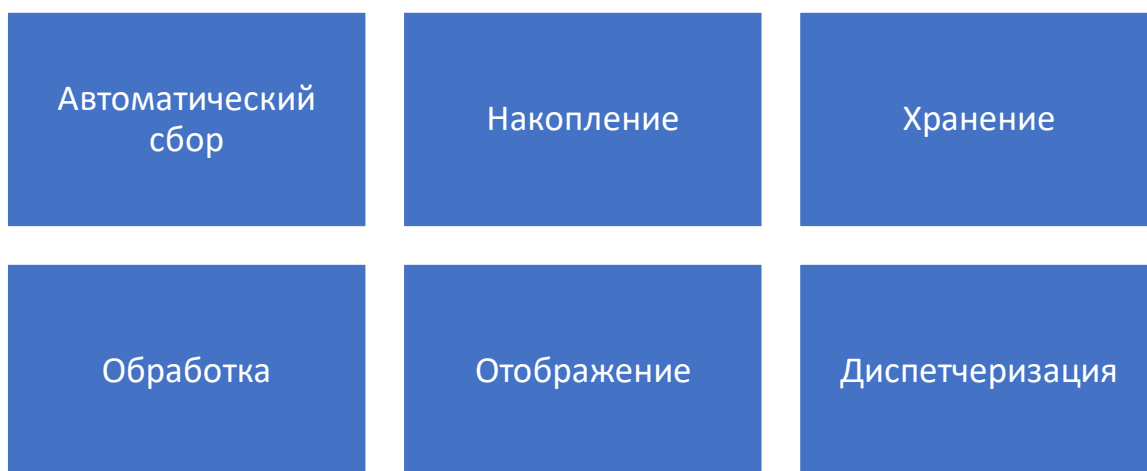 Автоматический
сбор
Накопление
Хранение
Обработка
Отображение
Диспетчеризация